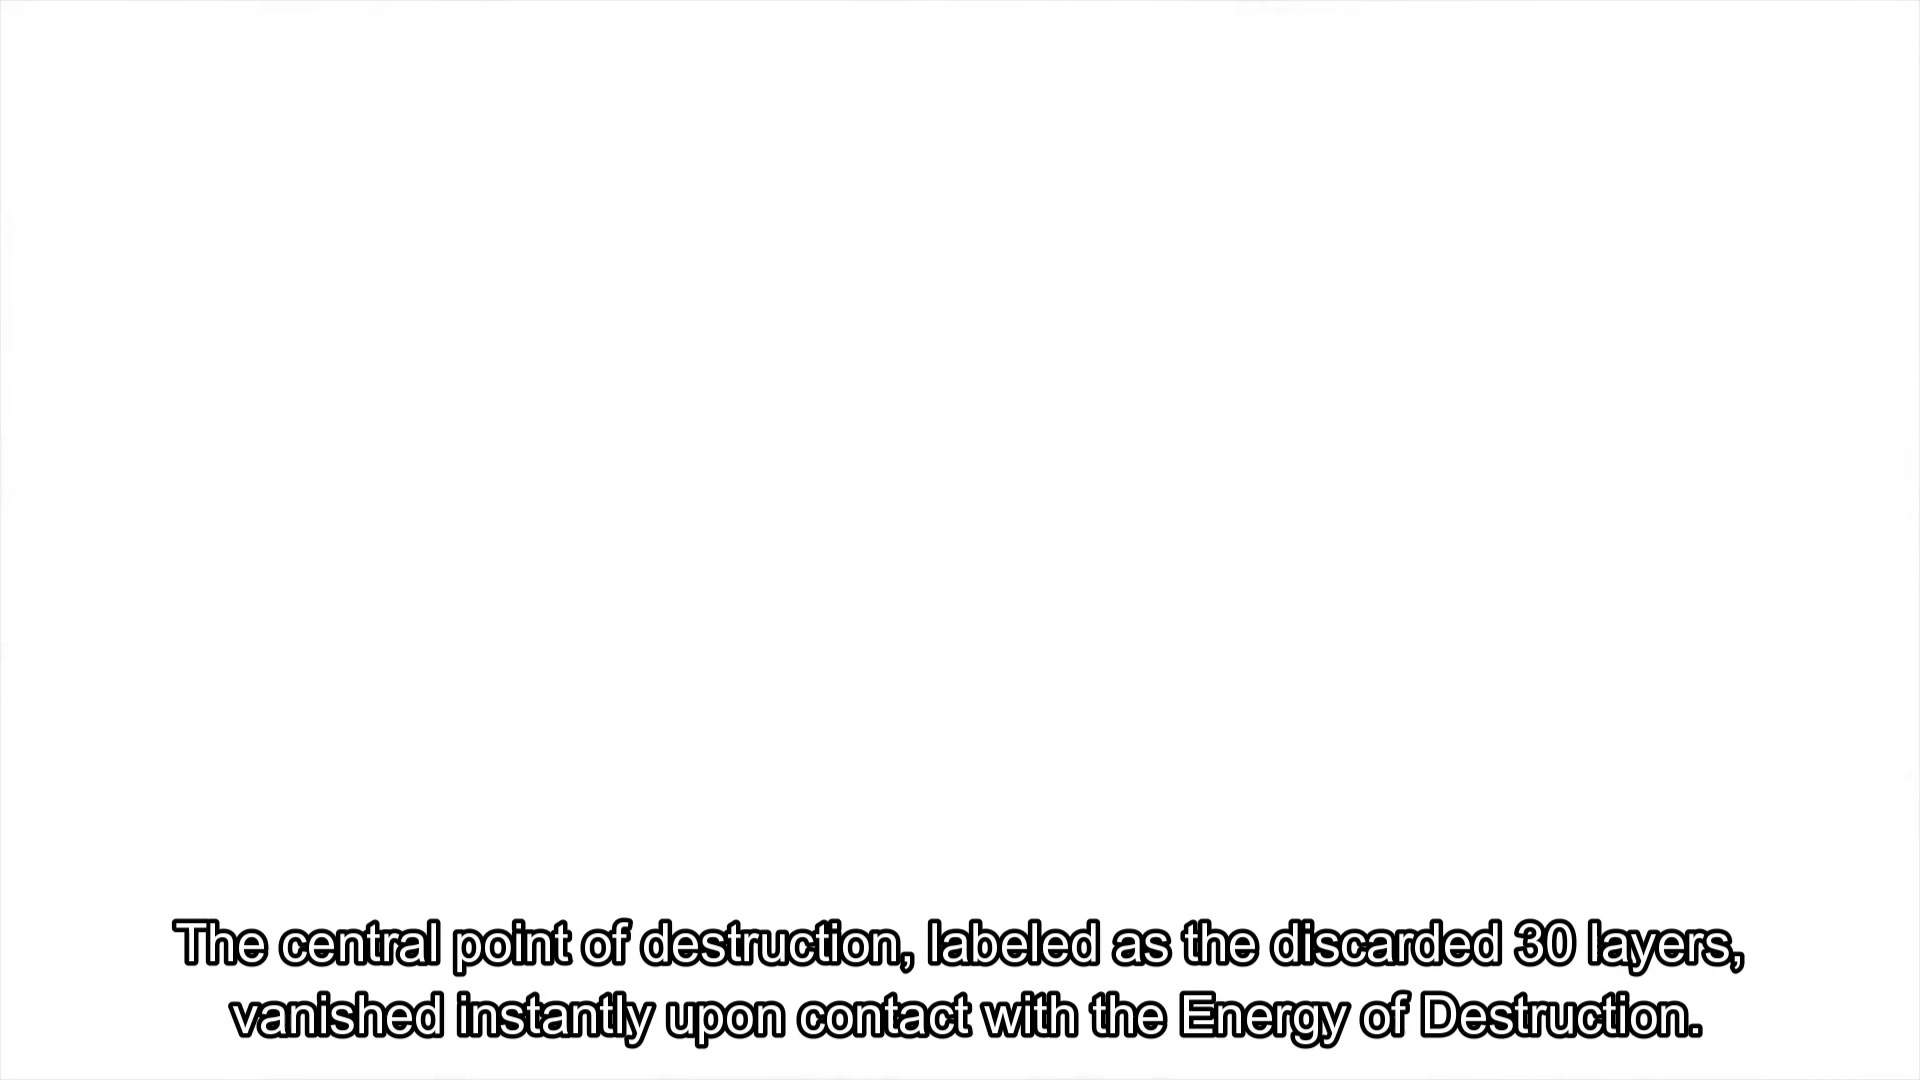 The central point of destruction, labeled as the discarded 30 layers,
vanished instantly upon contact with the Energy of Destruction.